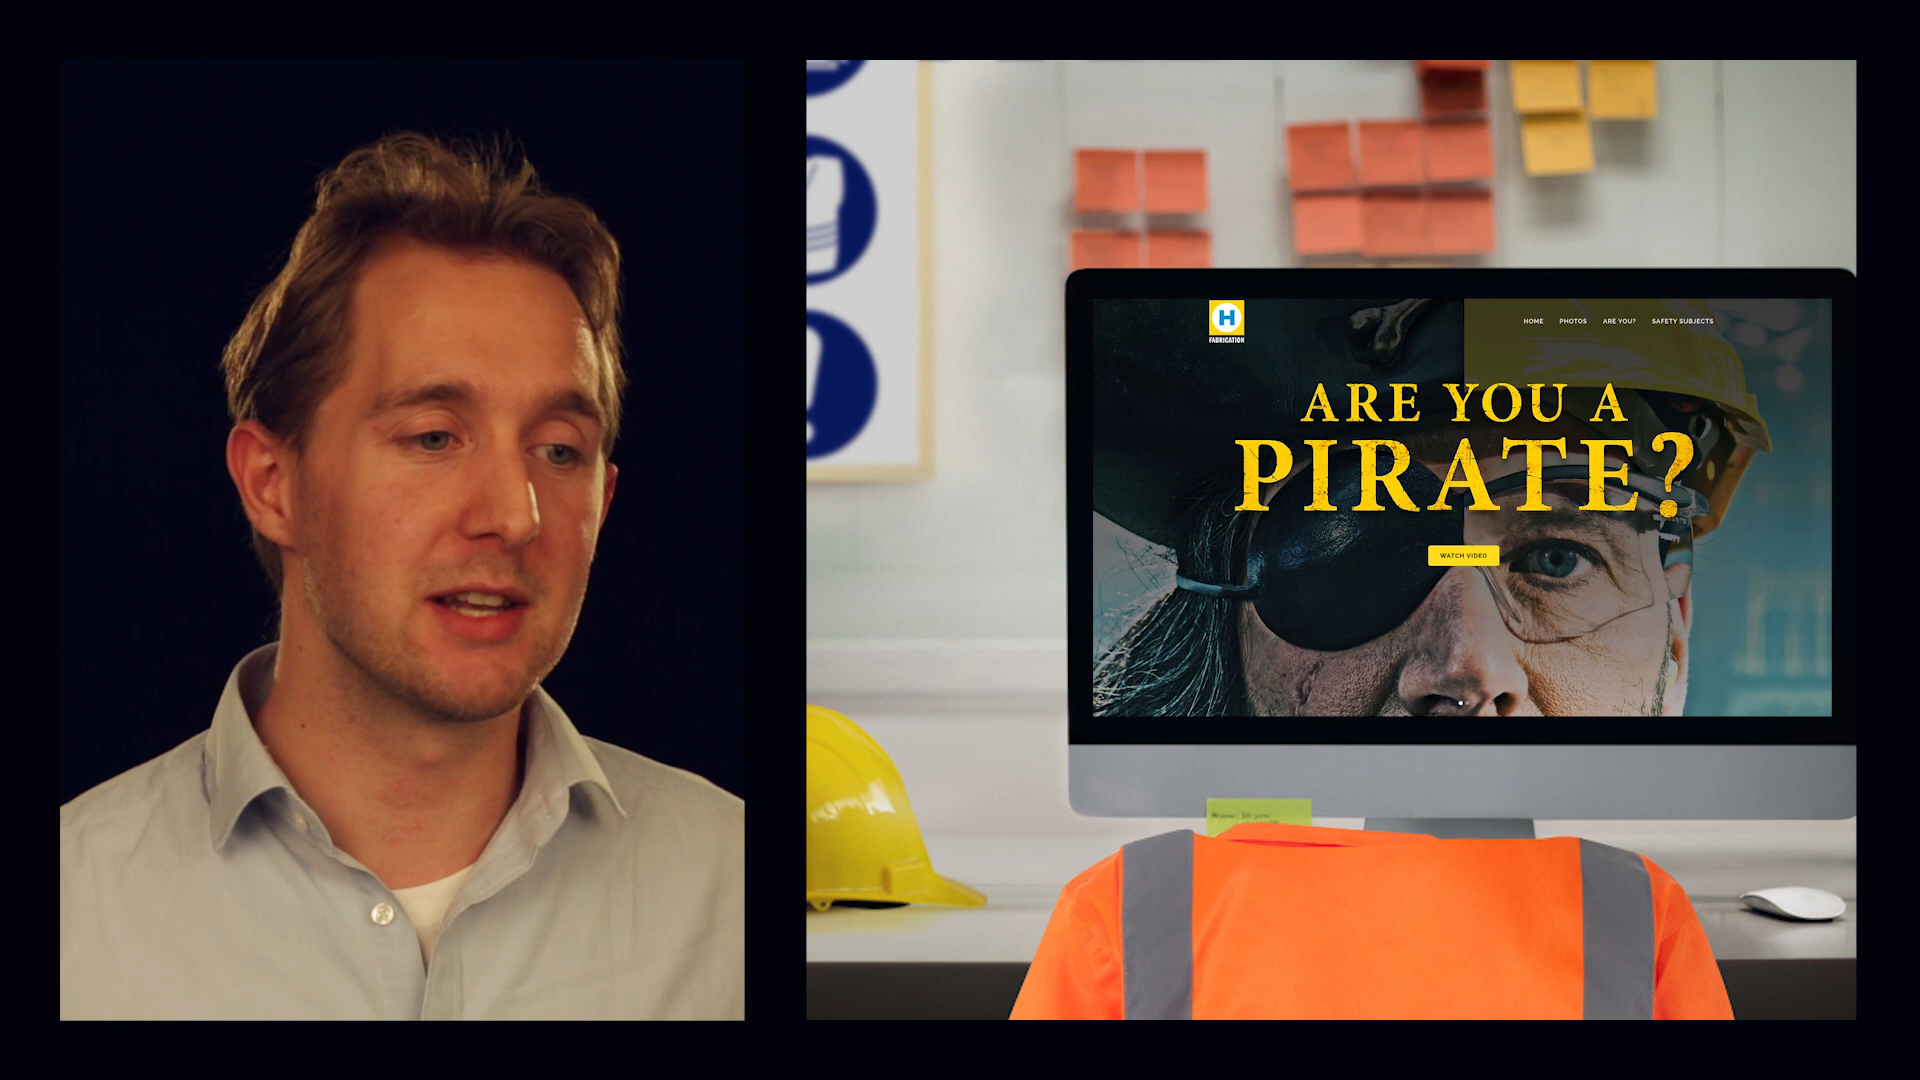 H
FABRICATION
HOME PHOTOS ARE YOU? SAFETY SUBJECTS
ARE YOU A
PIRATE?
WATCH VIDEO